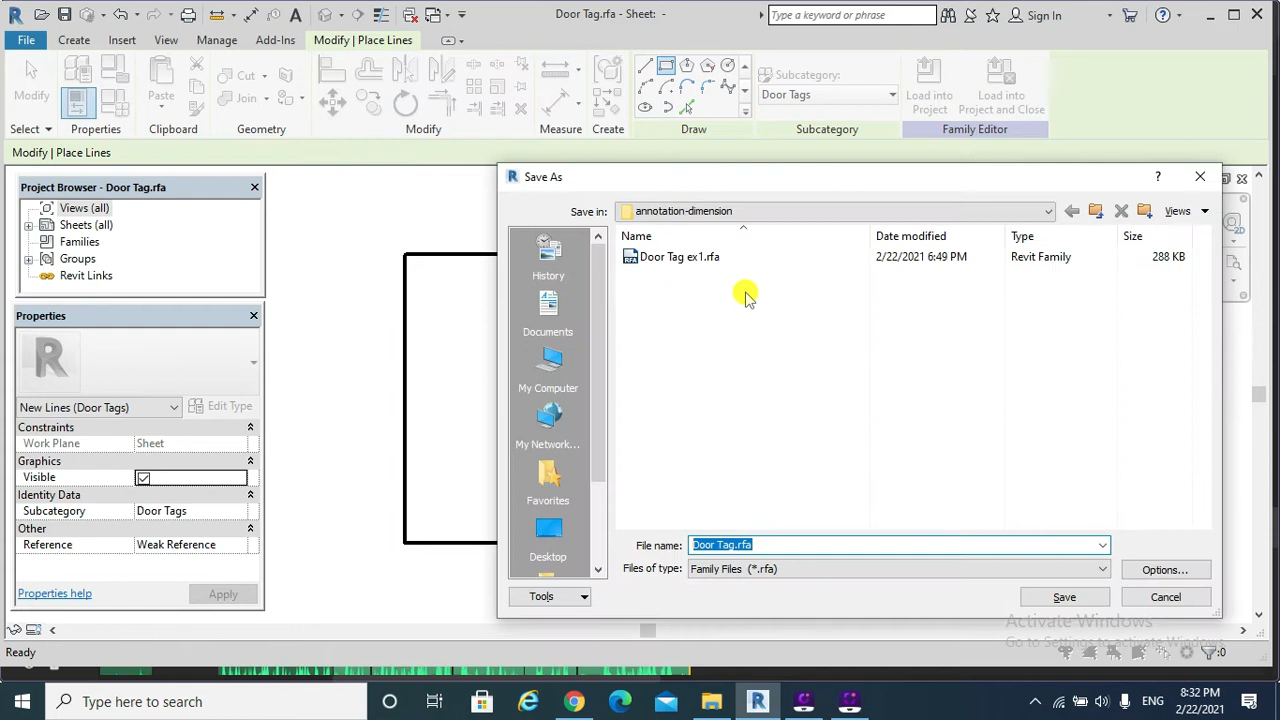 Door Tag.rfa - Sheet: -
Type a keyword or phrase
Sign In
File Create Insert View Manage Add-Ins Modify | Place Lines
Modify
Paste
Cut
Join
Subcategory:
Door Tags
Load into Project
Load into Project and Close
Select Properties Clipboard Geometry Modify Measure Create Draw Subcategory Family Editor
Modify | Place Lines
Project Browser - Door Tag.rfa
Views (all)
Sheets (all)
Families
Groups
Revit Links
Properties
R
New Lines (Door Tags)
Edit Type
Constraints
Work Plane Sheet
Graphics
Visible
Identity Data
Subcategory Door Tags
Other
Reference Weak Reference
Properties help
Apply
Save As
Save in: annotation-dimension
Views
Name Date modified Type Size
Door Tag ex1.rfa 2/22/2021 6:49 PM Revit Family 288 KB
History
Documents
My Computer
My Network...
Favorites
Desktop
File name: Door Tag.rfa
Files of type: Family Files (*.rfa)
Options...
Tools
Save
Cancel
Activate Windows
Go to Settings to activate Windows.
Ready
:0
Type here to search
ENG
8:32 PM
2/22/2021